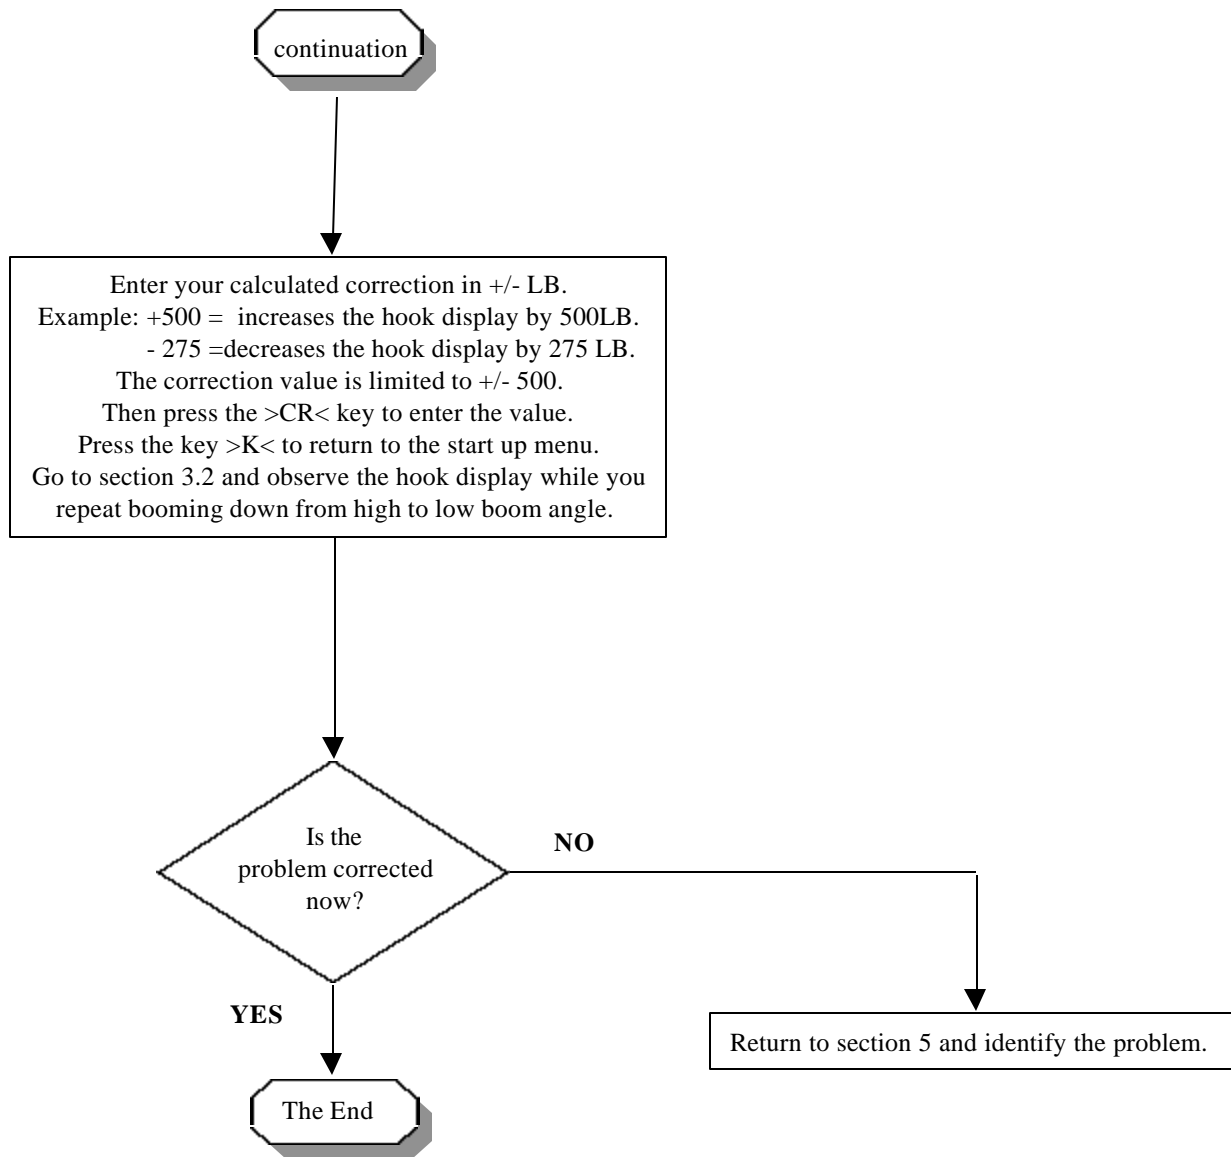 continuation
Enter your calculated correction in +/- LB.
Example: +500 = increases the hook display by 500LB.
- 275 =decreases the hook display by 275 LB.
The correction value is limited to +/- 500.
Then press the >CR< key to enter the value.
Press the key >K< to return to the start up menu.
Go to section 3.2 and observe the hook display while you
repeat booming down from high to low boom angle.
Is the
problem corrected
now?
NO
YES
Return to section 5 and identify the problem.
The End